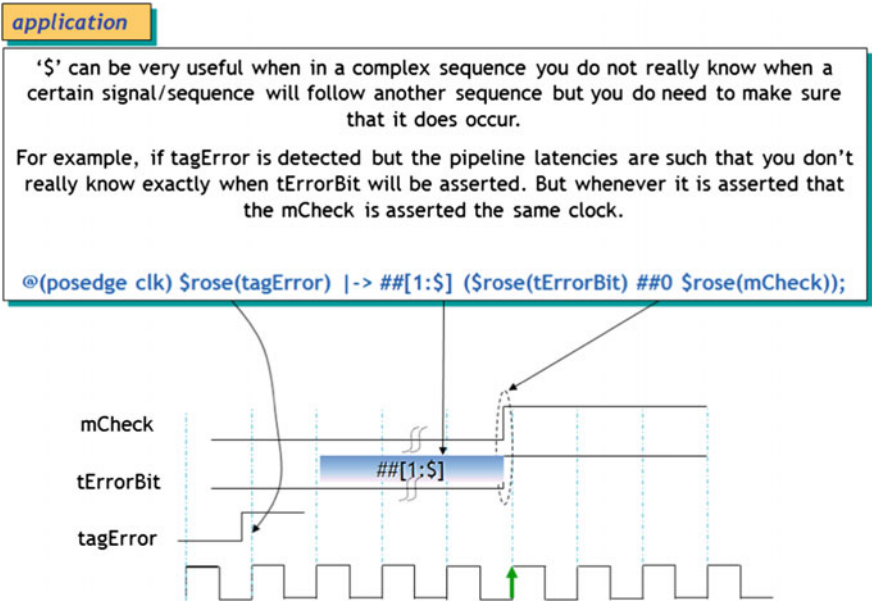 application
‘$’ can be very useful when in a complex sequence you do not really know when a
certain signal/sequence will follow another sequence but you do need to make sure
that it does occur.
For example, if tagError is detected but the pipeline latencies are such that you don’t
really know exactly when tErrorBit will be asserted. But whenever it is asserted that
the mCheck is asserted the same clock.
@(posedge clk) $rose(tagError) |-> ##[1:$] ($rose(tErrorBit) ##0 $rose(mCheck));
mCheck
##[1:$]
tErrorBit
tagError